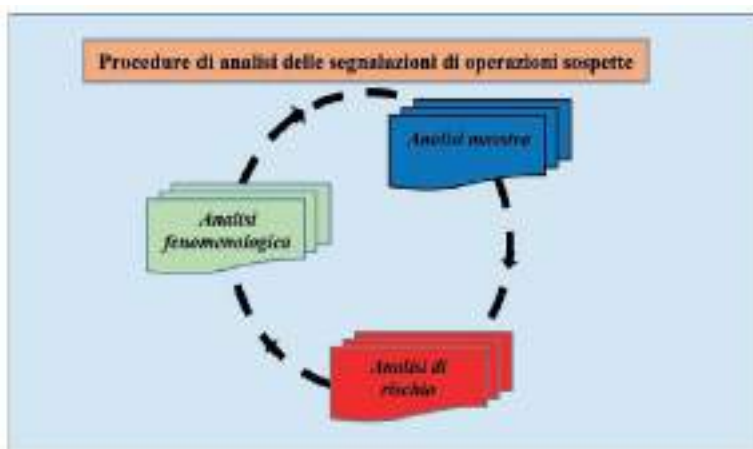 Procedure di analisi delle segnalazioni di operazioni sospette
Analisi massiva
Analisi
fenomenologica
Analisi di
rischio